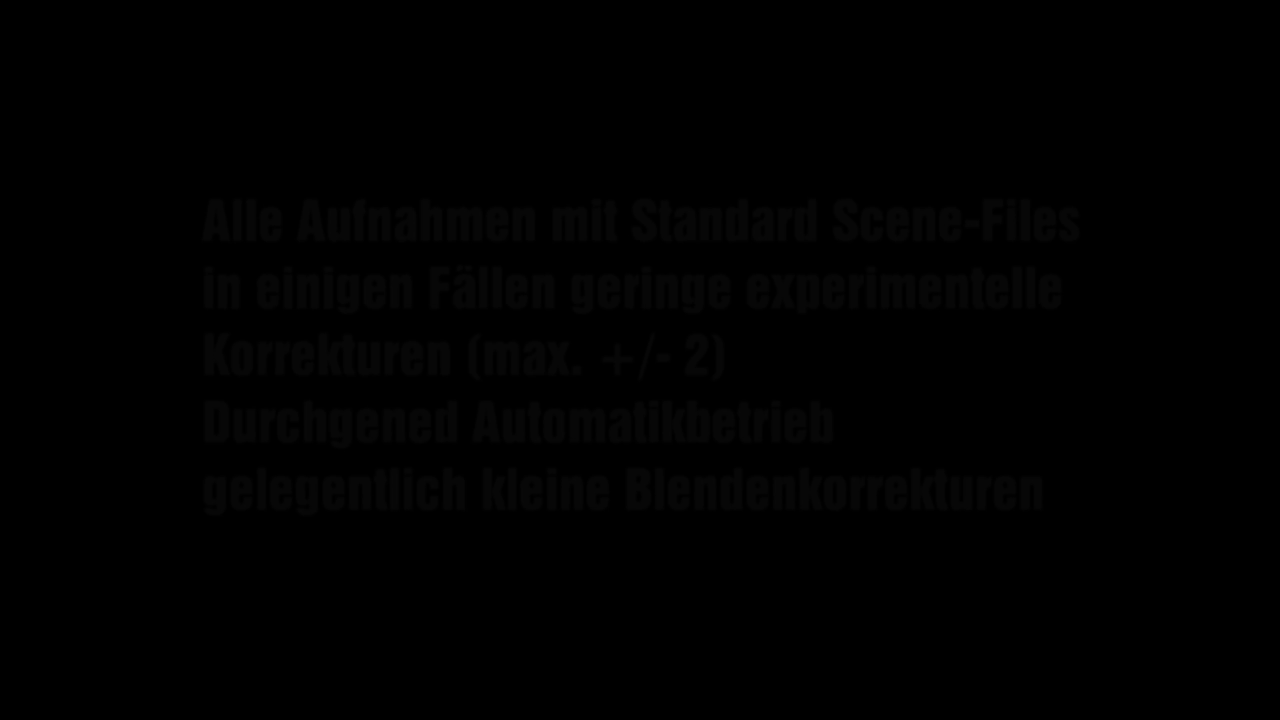 Alle Aufnahmen mit Standard Scene-Files
in einigen Fällen geringe experimentelle
Korrekturen (max. +/- 2)
Durchgened Automatikbetrieb
gelegentlich kleine Blendenkorrekturen